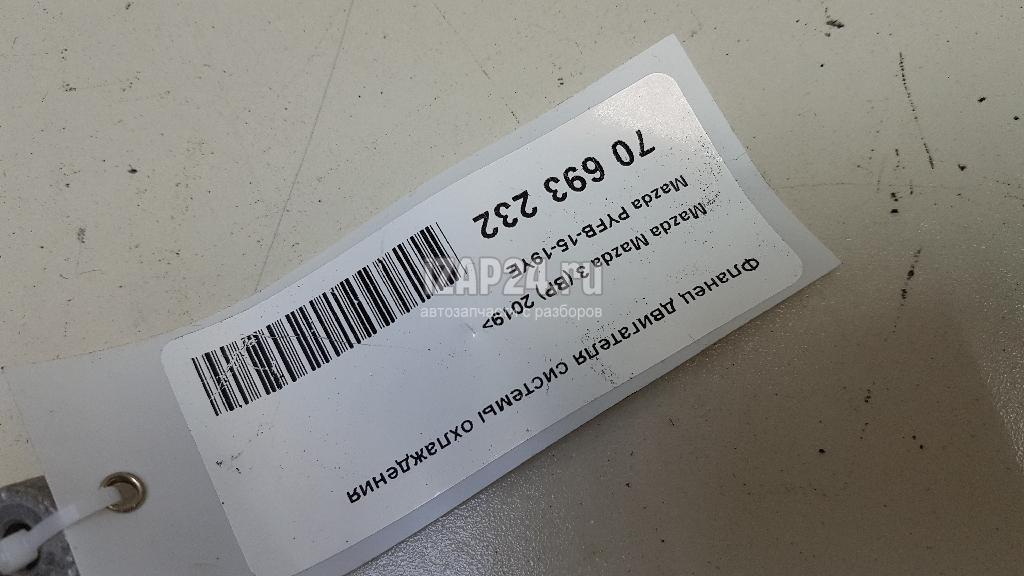 Фланец двигателя системы охлаждения
Mazda Mazda 3 (BP) 2019>
Mazda PYFB-15-19YE
70 693 232
IZAP24.ru
автозапчасти с разборов